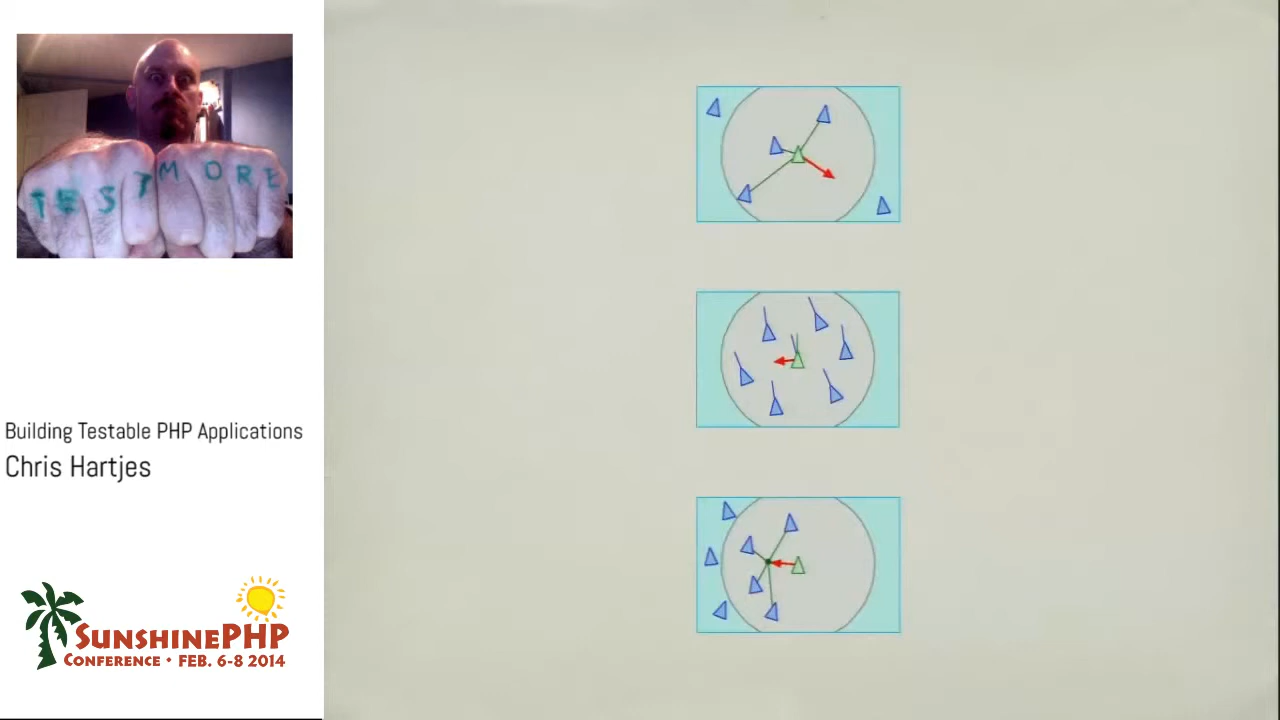 TEST MORE
Building Testable PHP Applications
Chris Hartjes
SUNSHINEPHP
CONFERENCE • FEB. 6-8 2014